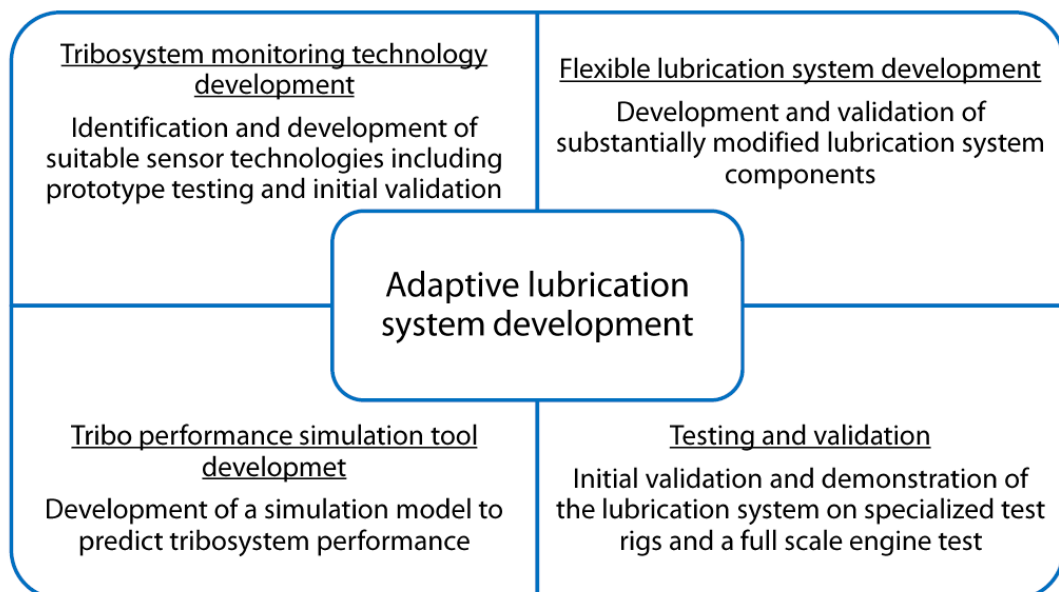 Tribosystem monitoring technology
development
Identification and development of
suitable sensor technologies including
prototype testing and initial validation
Flexible lubrication system development
Development and validation of
substantially modified lubrication system
components
Adaptive lubrication
system development
Tribo performance simulation tool
developmet
Development of a simulation model to
predict tribosystem performance
Testing and validation
Initial validation and demonstration of
the lubrication system on specialized test
rigs and a full scale engine test